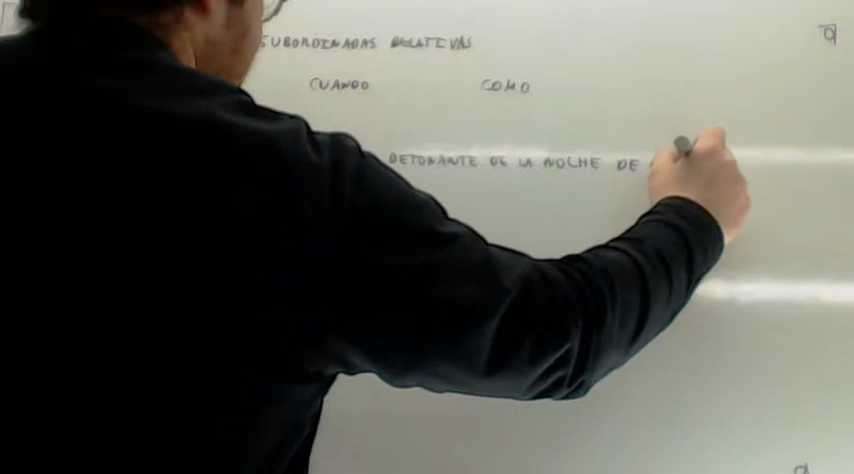 SUBORDINADAS RELATIVAS
CUANDO COMO
DETONANTE DE LA NOCHE DE